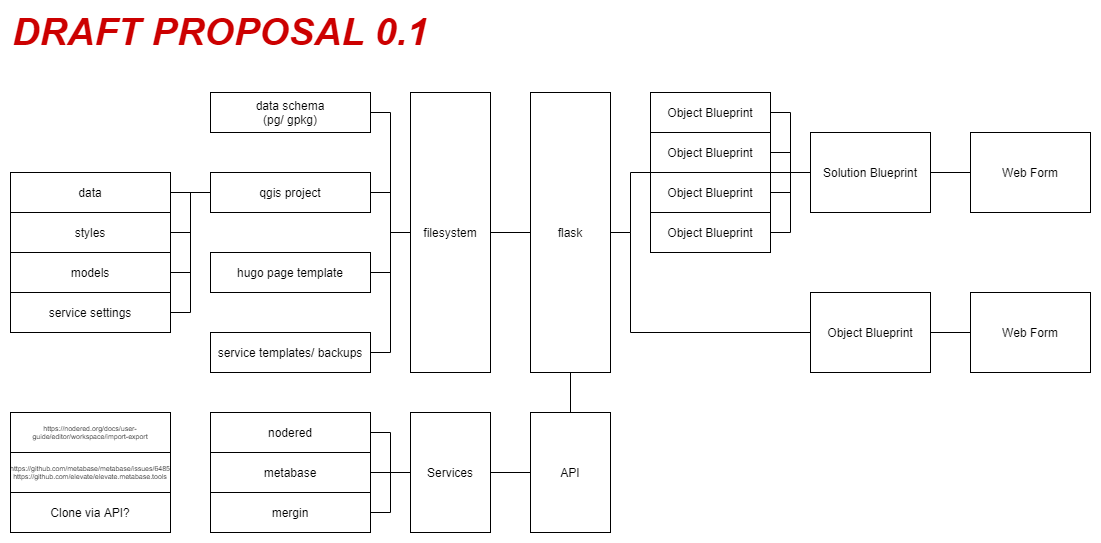 DRAFT PROPOSAL 0.1
data schema
(pg/ gpkg)
data
styles
models
service settings
qgis project
hugo page template
service templates/ backups
filesystem
flask
Object Blueprint
Object Blueprint
Object Blueprint
Object Blueprint
Solution Blueprint
Web Form
Object Blueprint
Web Form
https://nodered.org/docs/user-
guide/editor/workspace/import-export
https://github.com/metabase/metabase/issues/6485
https://github.com/elevate/elevate.metabase.tools
Clone via API?
nodered
metabase
mergin
Services
API